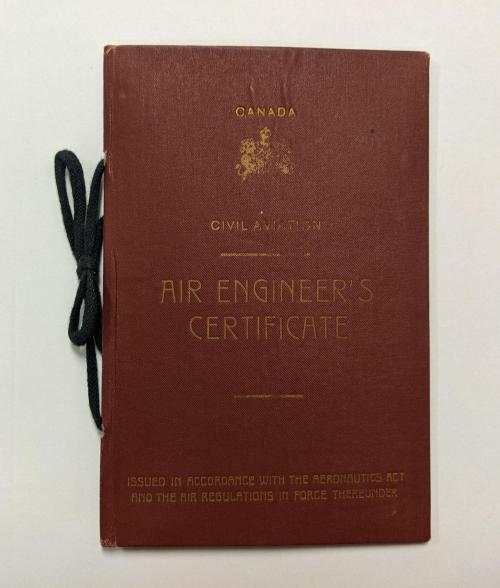 CANADA
CIVIL AVIATION
AIR ENGINEER'S
CERTIFICATE
ISSUED IN ACCORDANCE WITH THE AERONAUTICS ACT
AND THE AIR REGULATIONS IN FORCE THEREUNDER